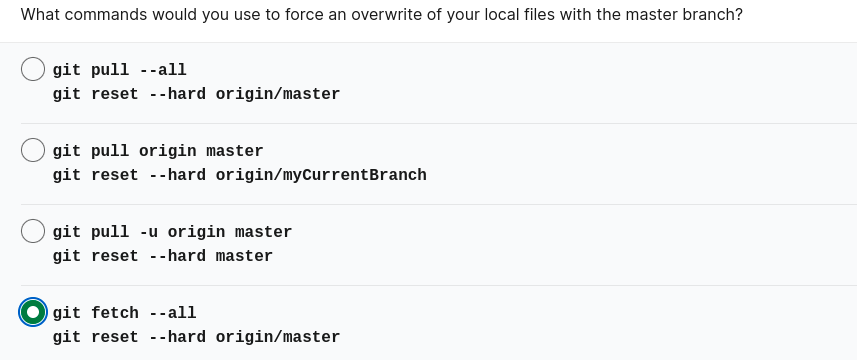 What commands would you use to force an overwrite of your local files with the master branch?
git pull --all
git reset --hard origin/master
git pull origin master
git reset --hard origin/myCurrentBranch
git pull -u origin master
git reset --hard master
git fetch --all
git reset --hard origin/master